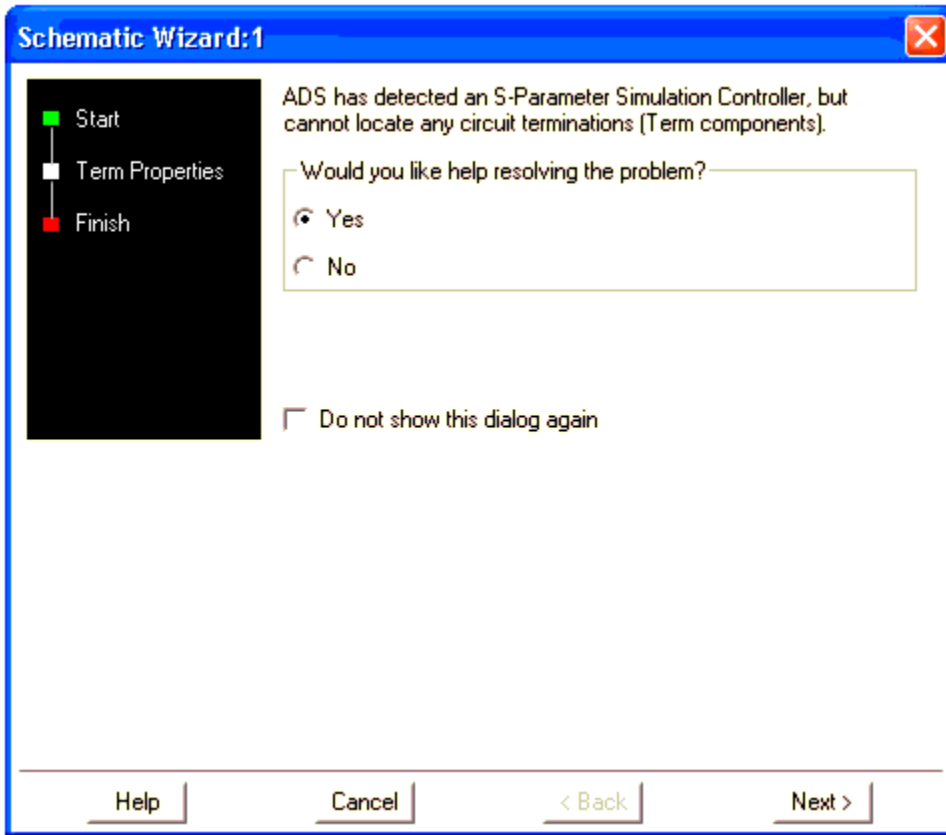 Schematic Wizard:1
Start
Term Properties
Finish
ADS has detected an S-Parameter Simulation Controller, but
cannot locate any circuit terminations (Term components).
Would you like help resolving the problem?
Yes
No
Do not show this dialog again
Help
Cancel
< Back
Next >